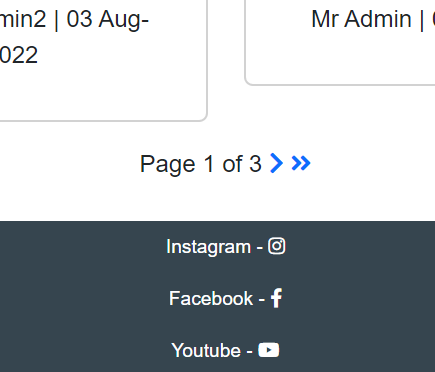 min2 | 03 Aug-
022
Mr Admin |
Page 1 of 3
Instagram -
Facebook -
Youtube -